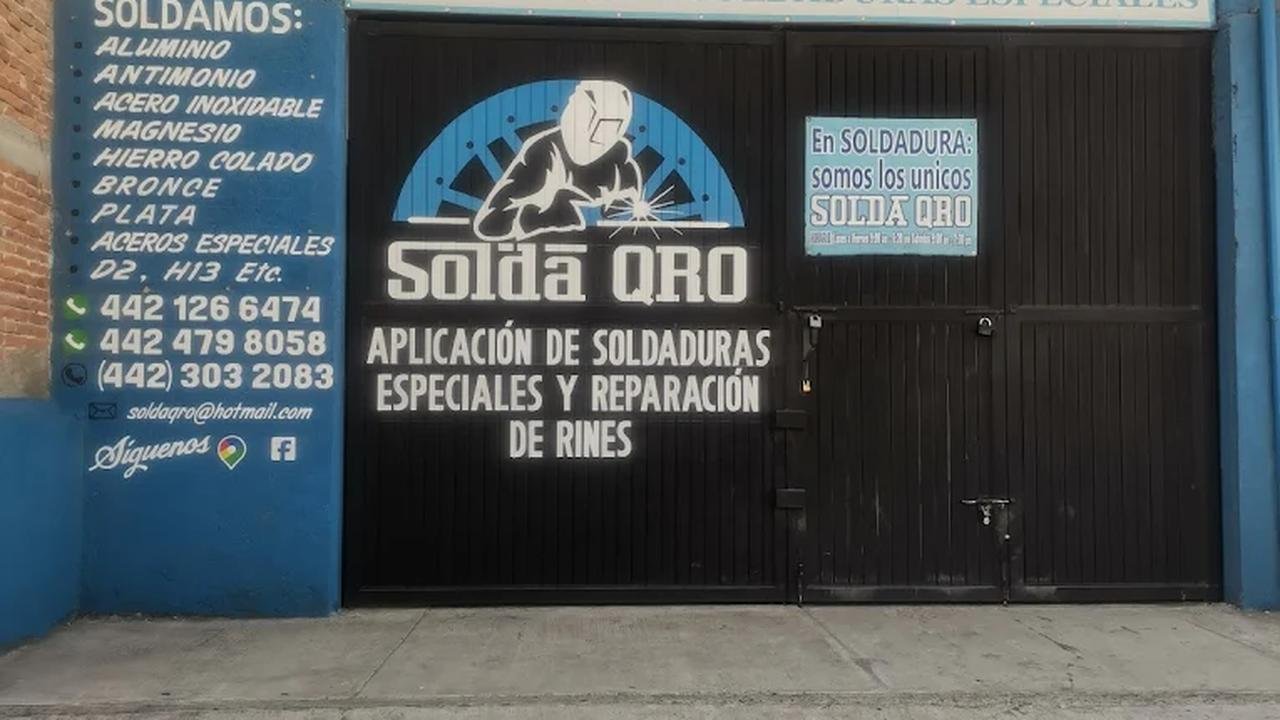 SOLDAMOS:
ALUMINIO
ANTIMONIO
ACERO INOXIDABLE
MAGNESIO
HIERRO COLADO
BRONCE
PLATA
ACEROS ESPECIALES
D2, H13 Etc.
442 126 6474
442 479 8058
(442) 303 2083
soldaqro@hotmail.com
Síguenos
ESPECIALES
Solda QRO
APLICACIÓN DE SOLDADURAS
ESPECIALES Y REPARACIÓN
DE RINES
En SOLDADURA:
somos los unicos
SOLDA QRO